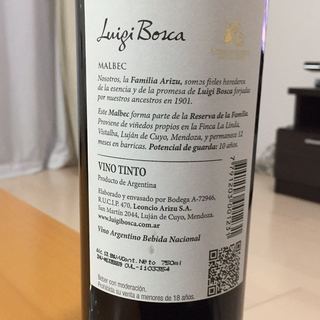 Luigi Bosca
MALBEC
Nosotros, la Familia Arizu, somos fieles herederos
de la esencia y de la promesa de Luigi Bosca forjadas
por nuestros ancestros en 1901.
Este Malbec forma parte de la Reserva de la Familia.
Proviene de viñedos propios en la Finca La Linda,
Vistalba, Luján de Cuyo, Mendoza, y permanece 12
meses en barricas. Potencial de guarda: 10 años.
VINO TINTO
Producto de Argentina
Elaborado y envasado por Bodega A-72946,
R.U.C.I.P. 470, Leoncio Arizu S.A.
San Martín 2044, Luján de Cuyo, Mendoza.
www.luigibosca.com.ar
Vino Argentino Bebida Nacional
Cont.Neto 750ml
Beber con moderación.
Prohibida su venta a menores de 18 años.